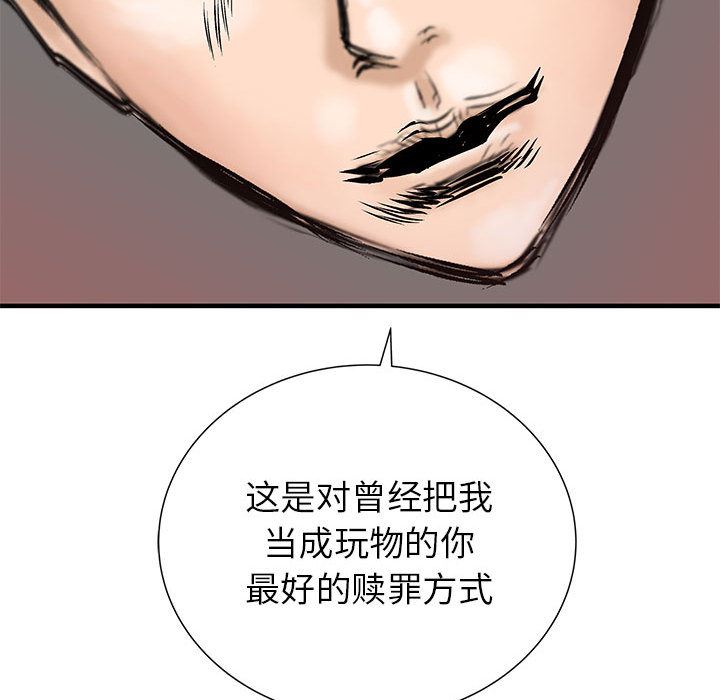 这是对曾经把我
当成玩物的你
最好的赎罪方式